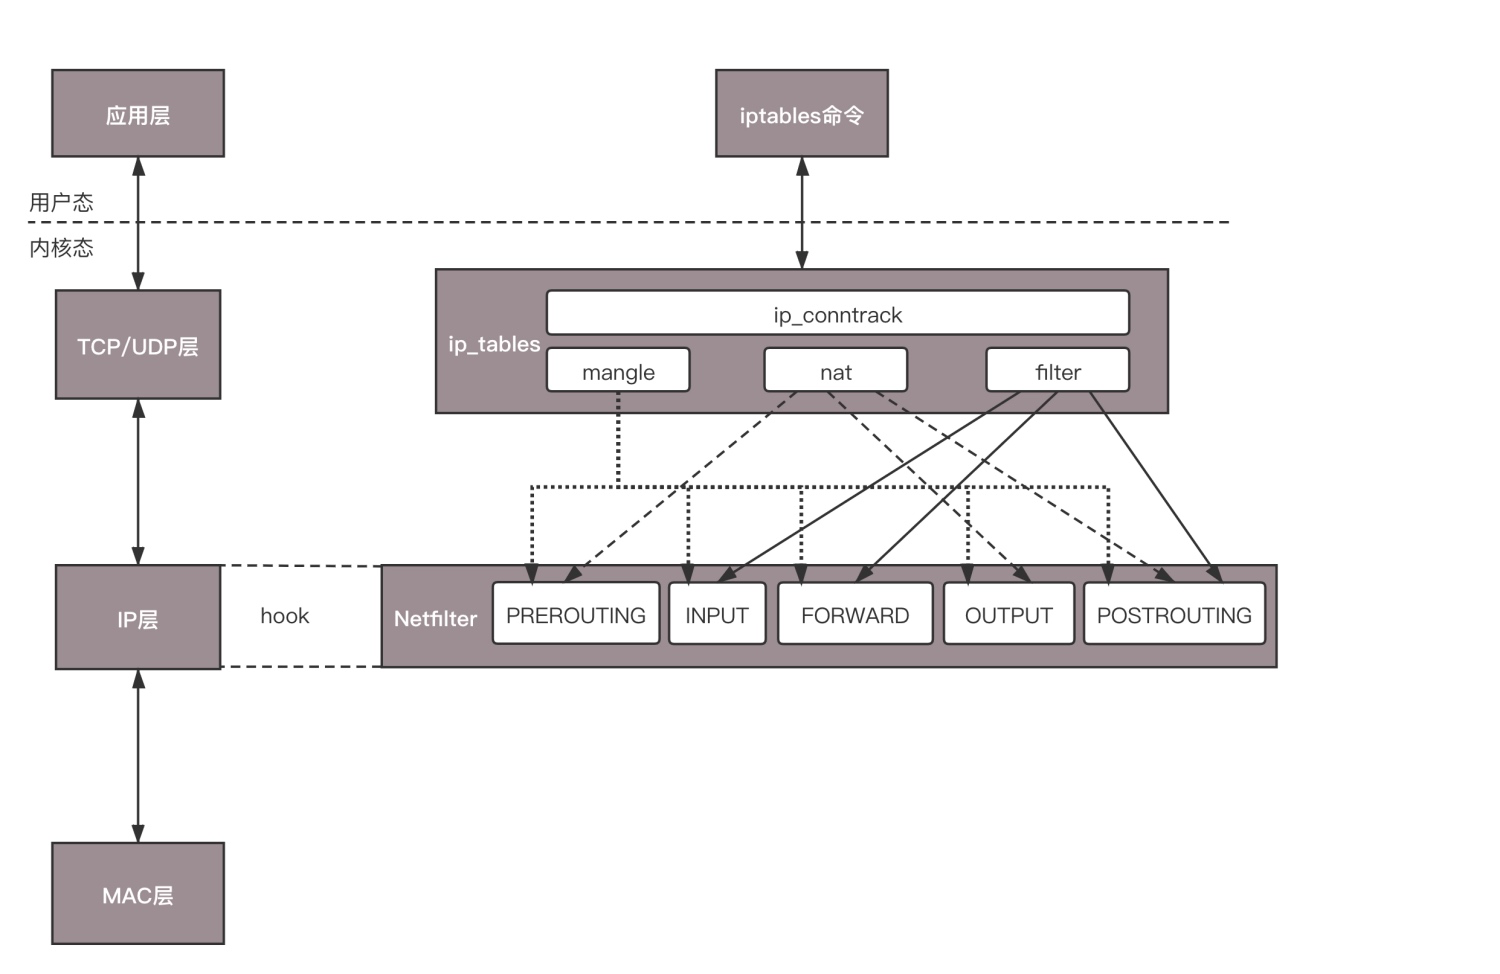 应用层
iptables命令
用户态
内核态
TCP/UDP层
ip_tables
ip_conntrack
mangle
nat
filter
IP层
hook
Netfilter
PREROUTING
INPUT
FORWARD
OUTPUT
POSTROUTING
MAC层